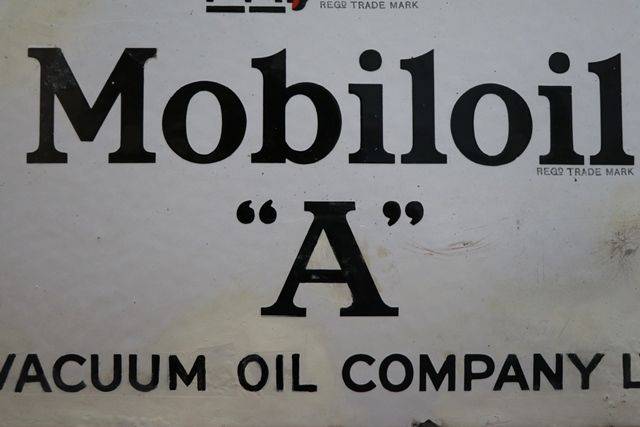 REGD TRADE MARK
Mobiloil
REGD TRADE MARK
“A”
VACUUM OIL COMPANY L